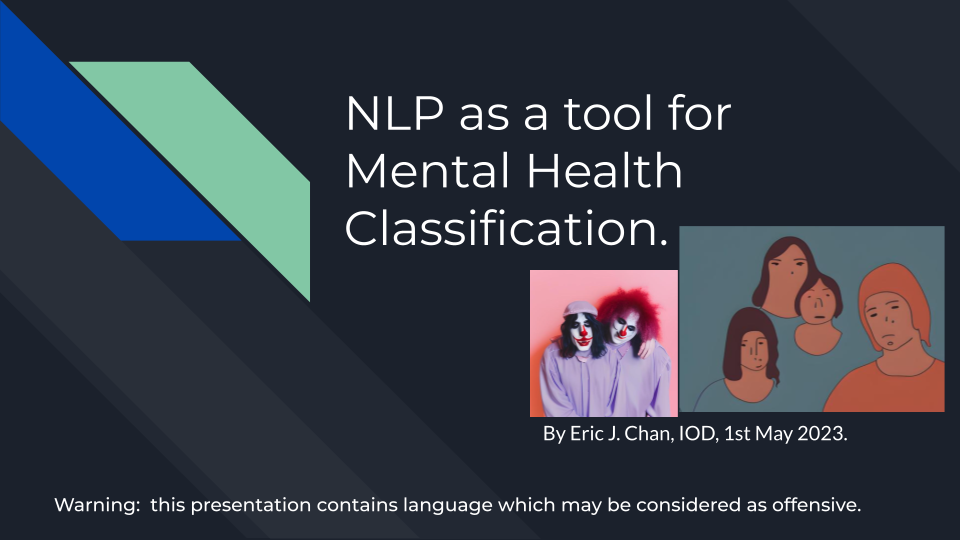 NLP as a tool for
Mental Health
Classification.
By Eric J. Chan, IOD, 1st May 2023.
Warning:  this presentation contains language which may be considered as offensive.